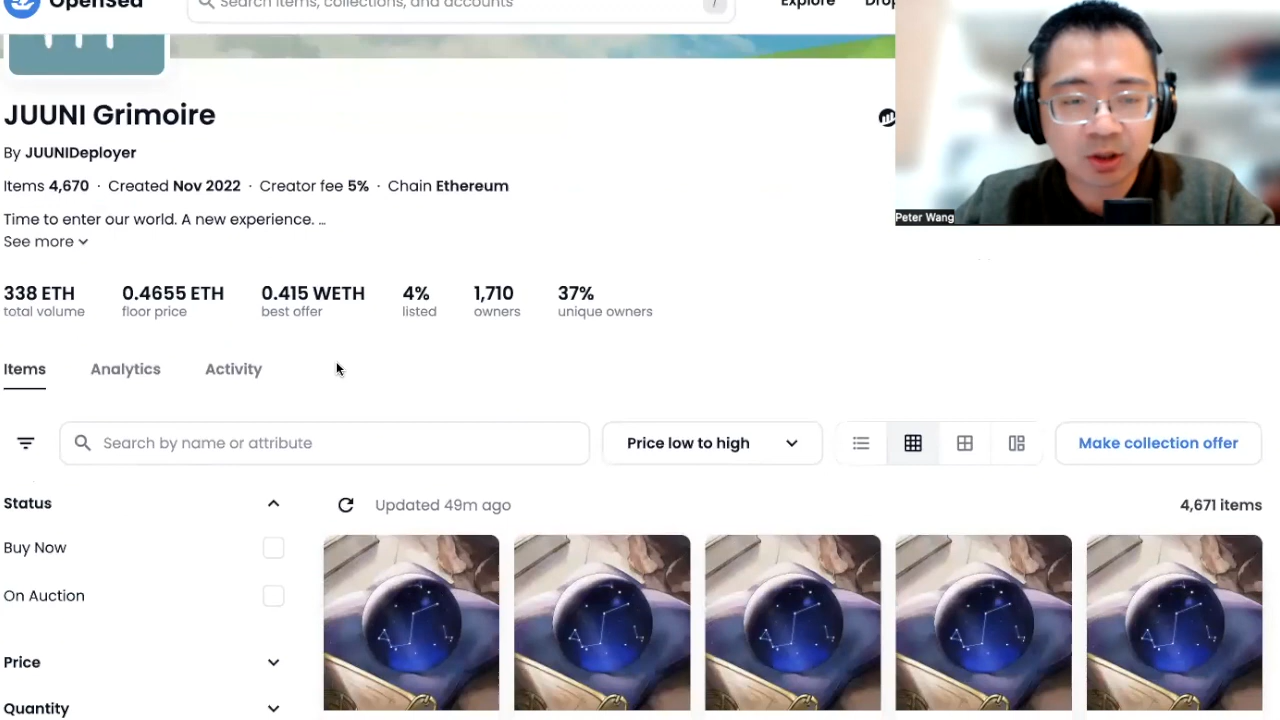 OpenSea
Search items, collections, and accounts
/
Explore
Drop
JUUNI Grimoire
By JUUNIDeployer
Items 4,670 · Created Nov 2022 · Creator fee 5% · Chain Ethereum
Time to enter our world. A new experience. …
See more
338 ETH
total volume
0.4655 ETH
floor price
0.415 WETH
best offer
4%
listed
1,710
owners
37%
unique owners
Peter Wang
Items
Analytics
Activity
Search by name or attribute
Price low to high
Make collection offer
Status
Updated 49m ago
4,671 items
Buy Now
On Auction
Price
Quantity